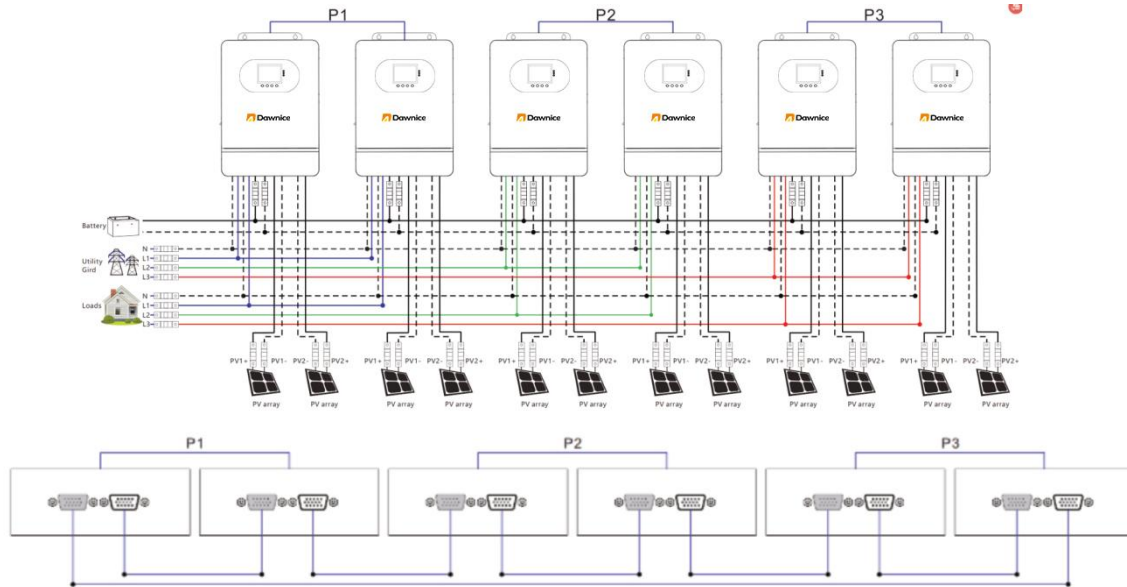 P1 P2 P3
Dawnice Dawnice Dawnice Dawnice Dawnice Dawnice
Battery
N
L1
Utility
Gird
L2
L3
N
Loads
L1
L2
L3
PV1+ PV1- PV2- PV2+ PV1+ PV1- PV2- PV2+ PV1+ PV1- PV2- PV2+ PV1+ PV1- PV2- PV2+ PV1+ PV1- PV2- PV2+ PV1+ PV1- PV2- PV2+
PV array PV array PV array PV array PV array PV array PV array PV array PV array PV array PV array PV array
P1 P2 P3